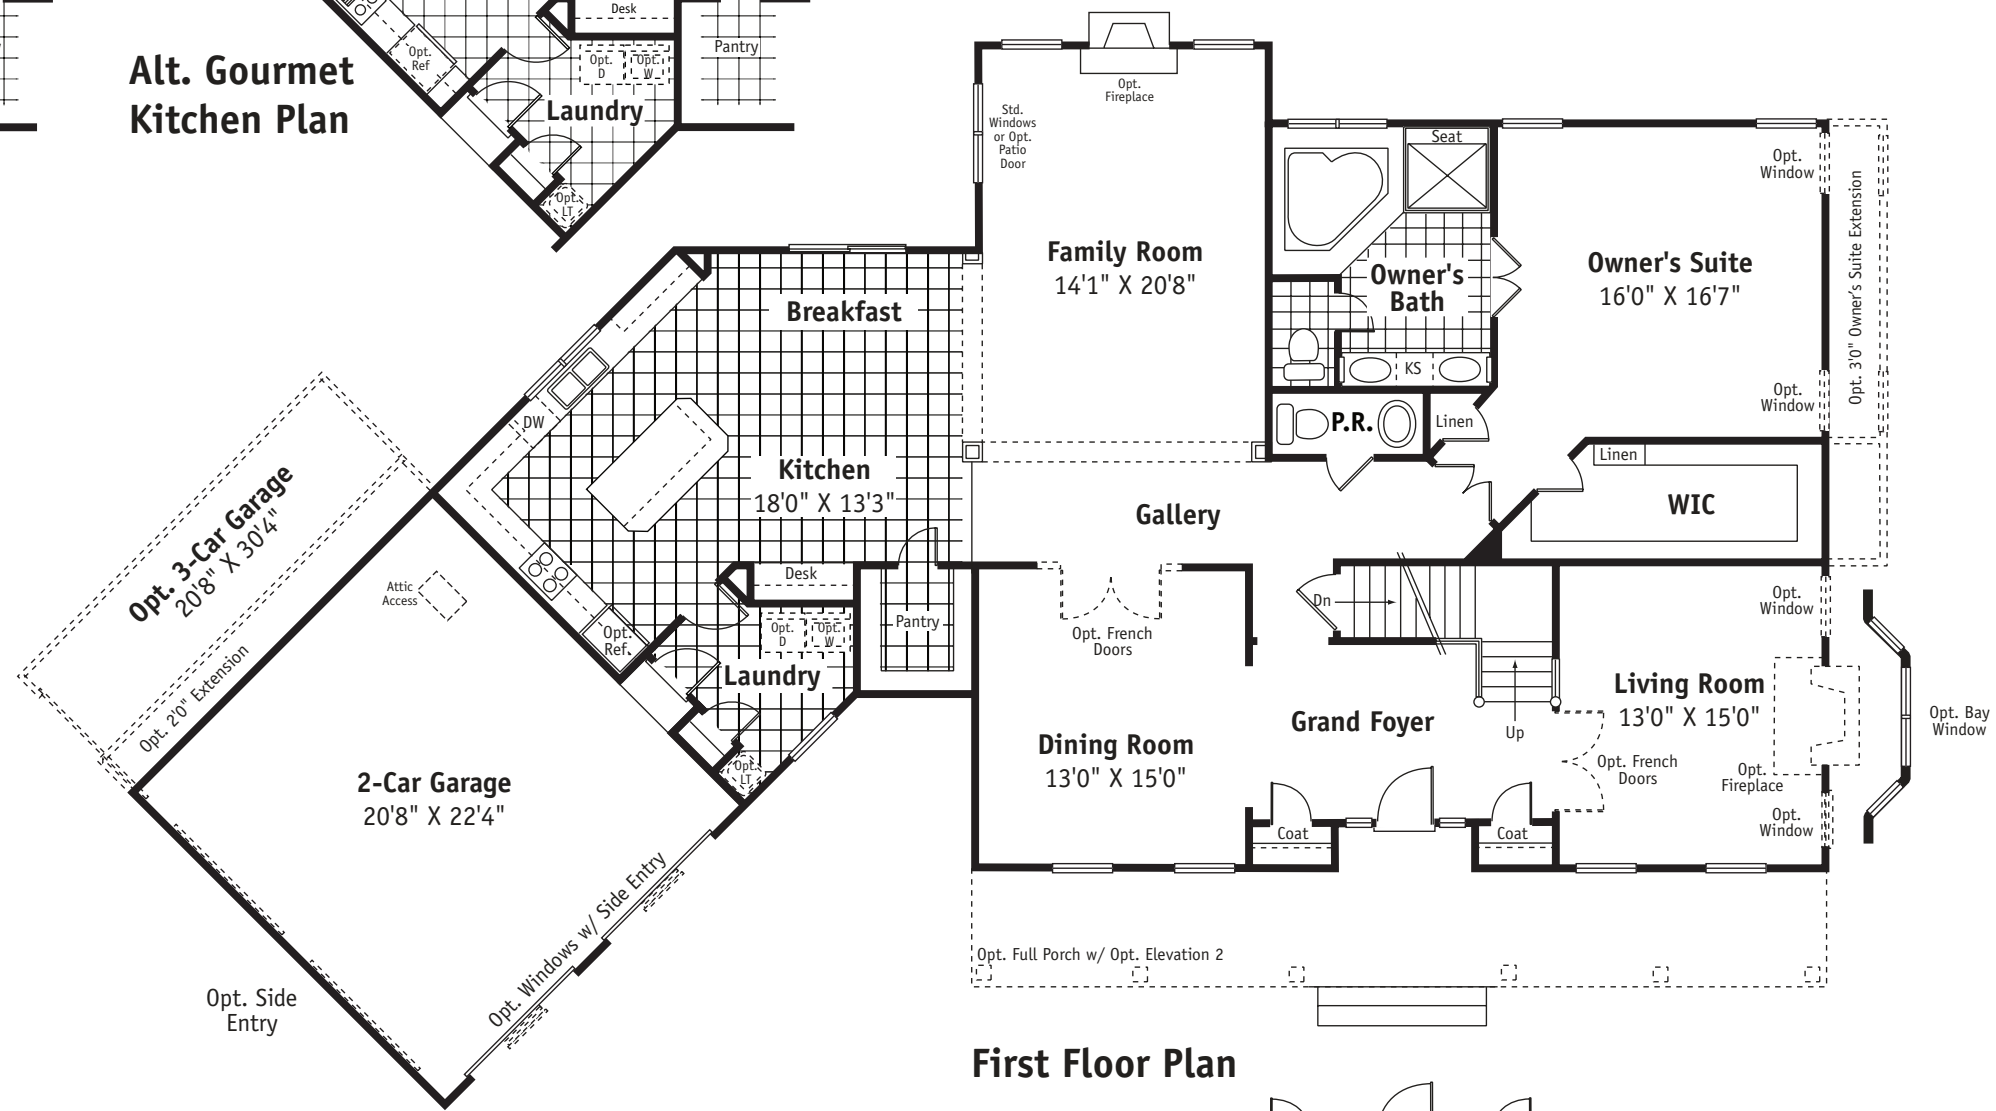 Alt. Gourmet
Kitchen Plan
Desk
Opt.
Ref
Opt.
D
Opt.
W
Pantry
Laundry
Opt.
LT
Opt.
Fireplace
Std.
Windows
or Opt.
Patio
Door
Family Room
14'1" X 20'8"
Seat
Owner's
Bath
KS
Owner's Suite
16'0" X 16'7"
Opt.
Window
Opt.
Window
Opt. 3'0" Owner's Suite Extension
Breakfast
DW
Kitchen
18'0" X 13'3"
P.R.
Linen
Linen
WIC
Gallery
Opt. 3-Car Garage
20'8" X 30'4"
Opt. 2'0" Extension
Attic
Access
Desk
Opt.
Ref.
Opt.
D
Opt.
W
Pantry
Laundry
Opt.
LT
Opt. French
Doors
Dn
Up
Grand Foyer
Dining Room
13'0" X 15'0"
Living Room
13'0" X 15'0"
Opt.
Window
Opt. French
Doors
Opt.
Fireplace
Opt.
Window
Opt. Bay
Window
Coat
Coat
2-Car Garage
20'8" X 22'4"
Opt. Windows w/ Side Entry
Opt. Side
Entry
Opt. Full Porch w/ Opt. Elevation 2
First Floor Plan